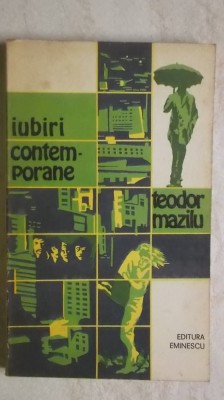 iubiri
contem-
porane
teodor
mazilu
EDITURA
EMINESCU